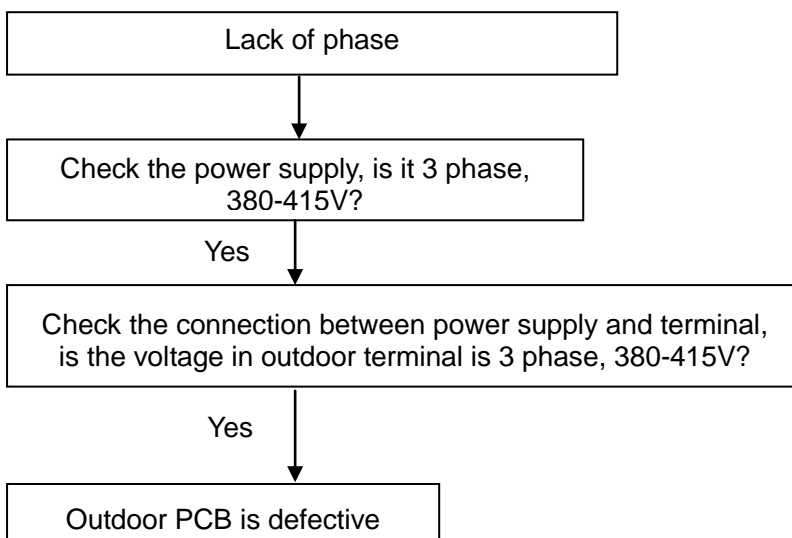 Lack of phase
Check the power supply, is it 3 phase,
380-415V?
Yes
Check the connection between power supply and terminal,
is the voltage in outdoor terminal is 3 phase, 380-415V?
Yes
Outdoor PCB is defective